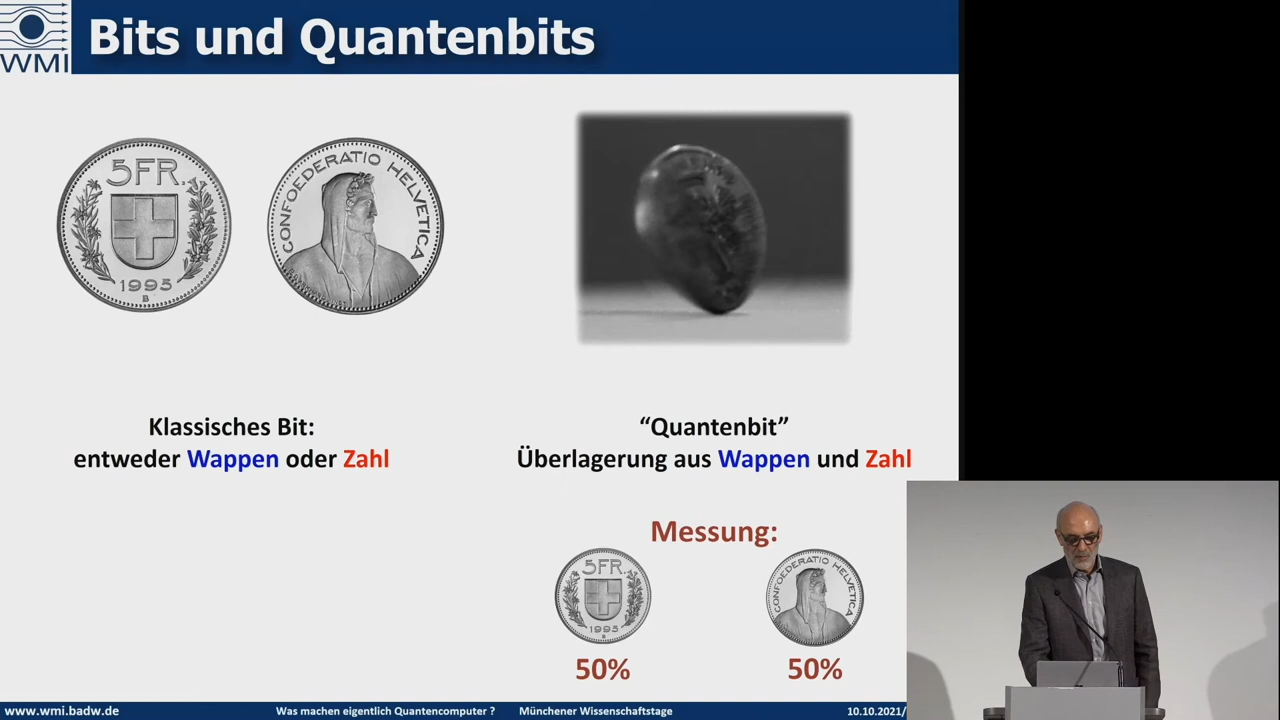 WMI
Bits und Quantenbits
5FR.
1995
B
CONFOEDERATIO HELVETICA
Klassisches Bit:
entweder Wappen oder Zahl
“Quantenbit”
Überlagerung aus Wappen und Zahl
Messung:
5FR.
1995
B
CONFOEDERATIO HELVETICA
50%
50%
www.wmi.badw.de
Was machen eigentlich Quantencomputer ?
Münchener Wissenschaftstage
10.10.2021/